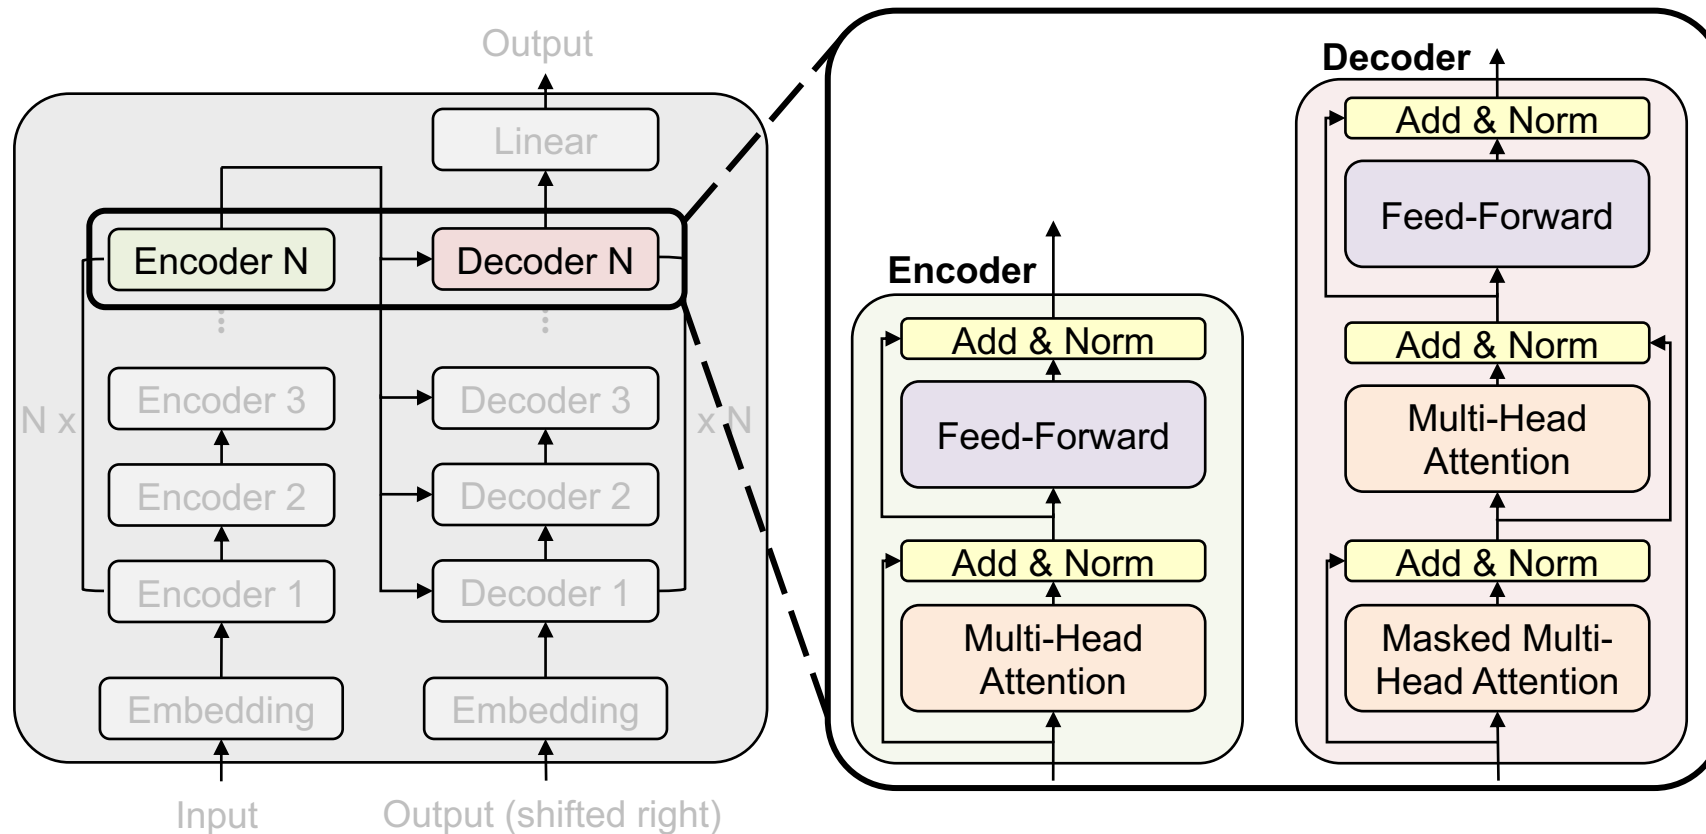 Output
Linear
Encoder N
Decoder N
⋮
⋮
Encoder 3
Decoder 3
N x
x N
Encoder 2
Decoder 2
Encoder 1
Decoder 1
Embedding
Embedding
Input
Output (shifted right)
Encoder
Add & Norm
Feed-Forward
Add & Norm
Multi-Head
Attention
Decoder
Add & Norm
Feed-Forward
Add & Norm
Multi-Head
Attention
Add & Norm
Masked Multi-
Head Attention